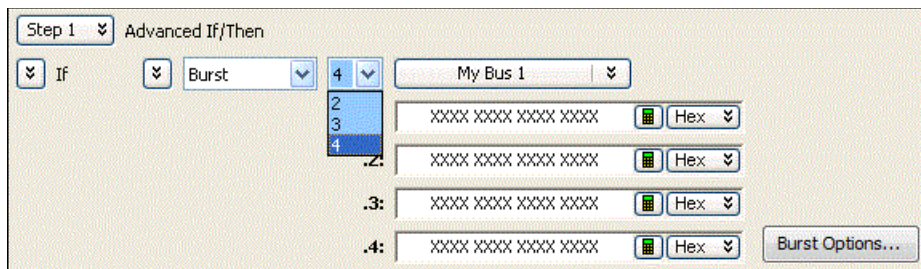 Step 1 Advanced If/Then
If Burst 4 My Bus 1
2
XXXX XXXX XXXX XXXX Hex
3
4
.2: XXXX XXXX XXXX XXXX Hex
.3: XXXX XXXX XXXX XXXX Hex
.4: XXXX XXXX XXXX XXXX Hex Burst Options...